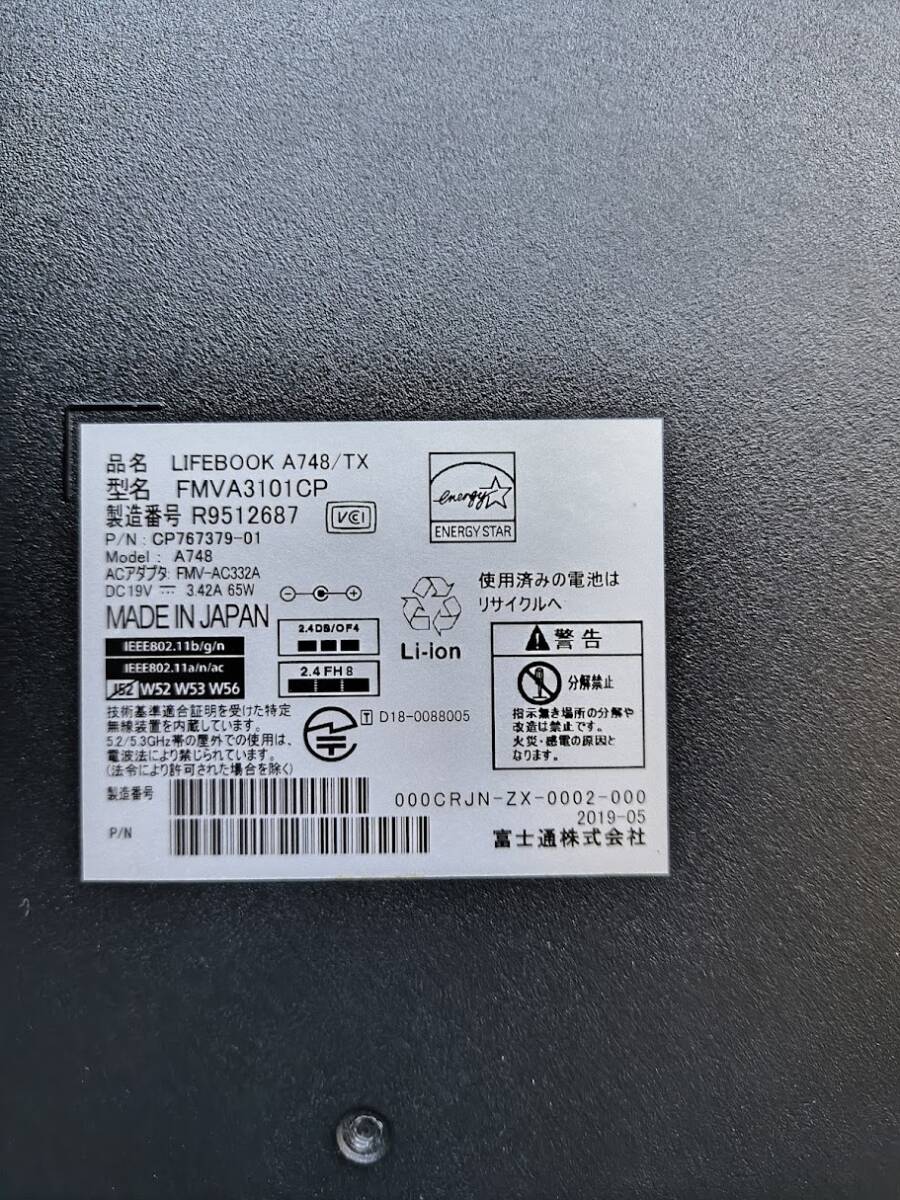 品名 LIFEBOOK A748/TX
型名 FMVA3101CP
製造番号 R9512687
VCCI
P/N : CP767379-01
Model : A748
ACアダプタ: FMV-AC332A
DC19V 3.42A 65W
MADE IN JAPAN
energy
ENERGY STAR
IEEE802.11b/g/n
IEEE802.11a/n/ac
J52 W52 W53 W56
2.4DS/OF4
2.4FH8
Li-ion
使用済みの電池は
リサイクルへ
警告
分解禁止
指示無き場所の分解や
改造は禁止です。
火災・感電の原因と
なります。
技術基準適合証明を受けた特定
無線装置を内蔵しています。
5.2/5.3GHz帯の屋外での使用は、
電波法により禁じられています。
(法令により許可された場合を除く)
T D18-0088005
製造番号
P/N
000CRJN-ZX-0002-000
2019-05
富士通株式会社